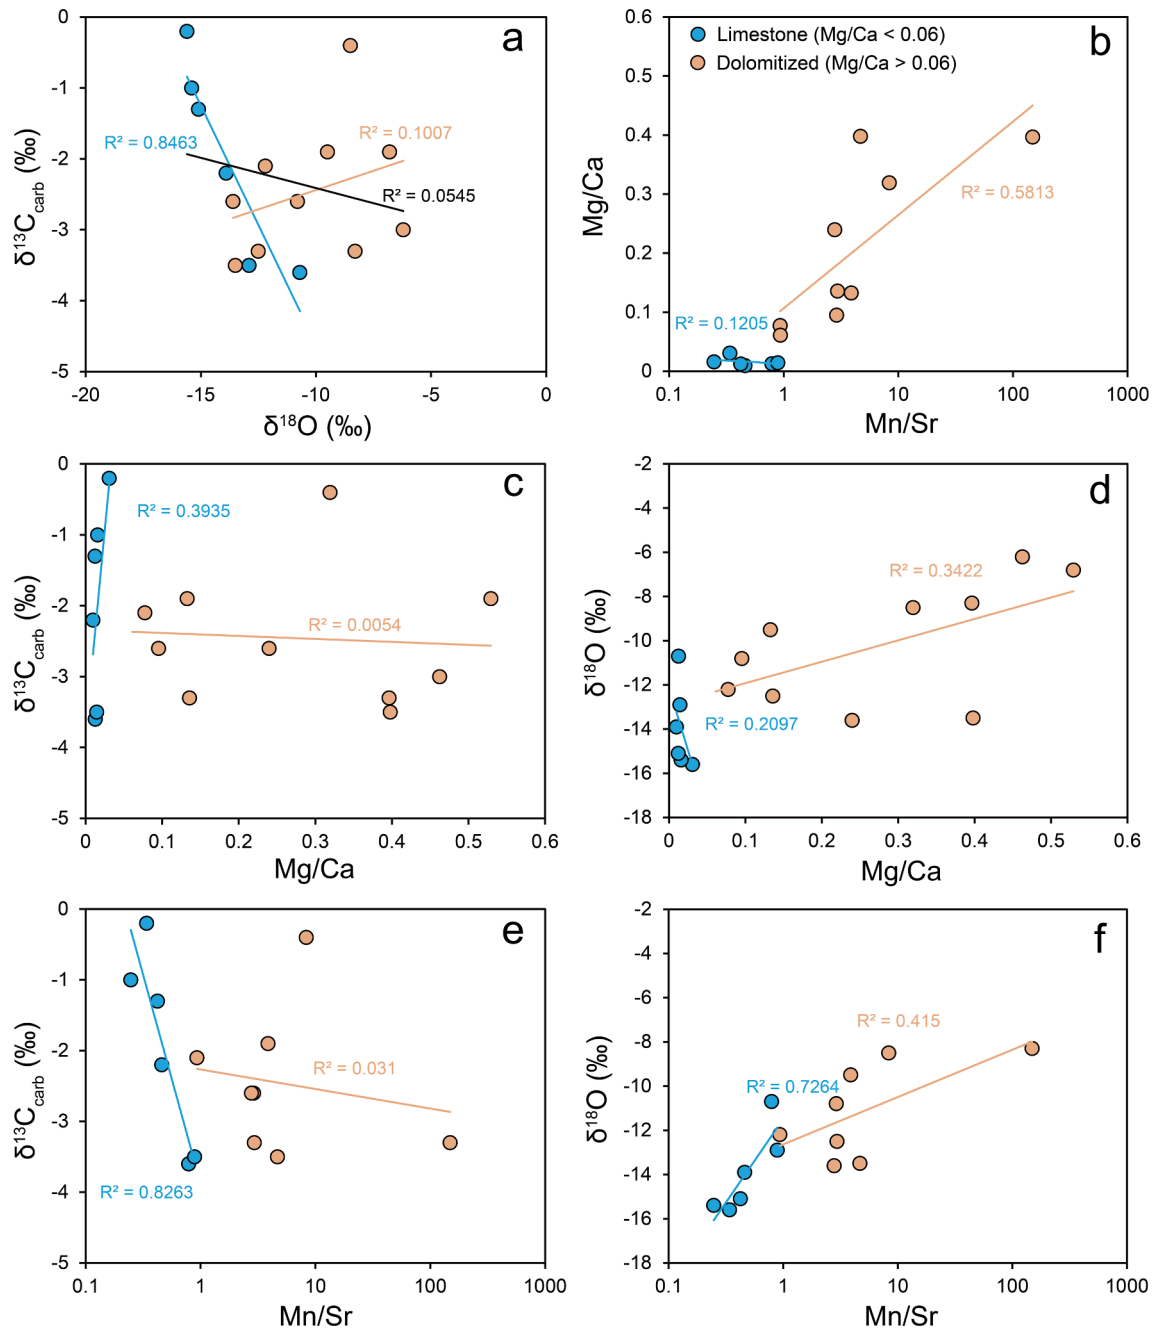 a
0
-1
-2
-3
-4
-5
δ¹³C_carb (‰)
R² = 0.8463
R² = 0.1007
R² = 0.0545
-20
-15
-10
-5
0
δ¹⁸O (‰)
b
Limestone (Mg/Ca < 0.06)
Dolomitized (Mg/Ca > 0.06)
0.6
0.5
0.4
0.3
0.2
0.1
0
Mg/Ca
R² = 0.5813
R² = 0.1205
0.1
1
10
100
1000
Mn/Sr
c
0
-1
-2
-3
-4
-5
δ¹³C_carb (‰)
R² = 0.3935
R² = 0.0054
0
0.1
0.2
0.3
0.4
0.5
0.6
Mg/Ca
d
-2
-4
-6
-8
-10
-12
-14
-16
-18
δ¹⁸O (‰)
R² = 0.3422
R² = 0.2097
0
0.1
0.2
0.3
0.4
0.5
0.6
Mg/Ca
e
0
-1
-2
-3
-4
-5
δ¹³C_carb (‰)
R² = 0.031
R² = 0.8263
0.1
1
10
100
1000
Mn/Sr
f
-2
-4
-6
-8
-10
-12
-14
-16
-18
δ¹⁸O (‰)
R² = 0.415
R² = 0.7264
0.1
1
10
100
1000
Mn/Sr